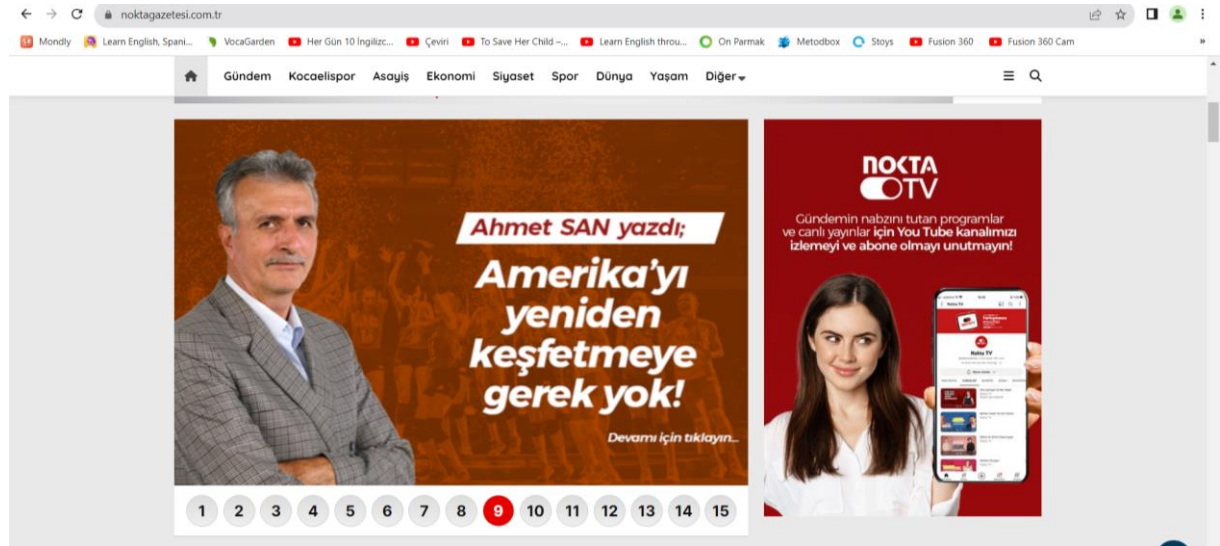 noktagazetesi.com.tr
Mondly
Learn English, Spani...
VocaGarden
Her Gün 10 İngilizc...
Çeviri
To Save Her Child –...
Learn English throu...
On Parmak
Metodbox
Stoys
Fusion 360
Fusion 360 Cam
»
Gündem Kocaelispor Asayiş Ekonomi Siyaset Spor Dünya Yaşam Diğer
Ahmet SAN yazdı;
Amerika'yı
yeniden
keşfetmeye
gerek yok!
Devamı için tıklayın...
1 2 3 4 5 6 7 8 9 10 11 12 13 14 15
NOKTA
TV
Gündemin nabzını tutan programlar
ve canlı yayınlar için You Tube kanalımızı
izlemeyi ve abone olmayı unutmayın!
Nokta TV
Nokta TV